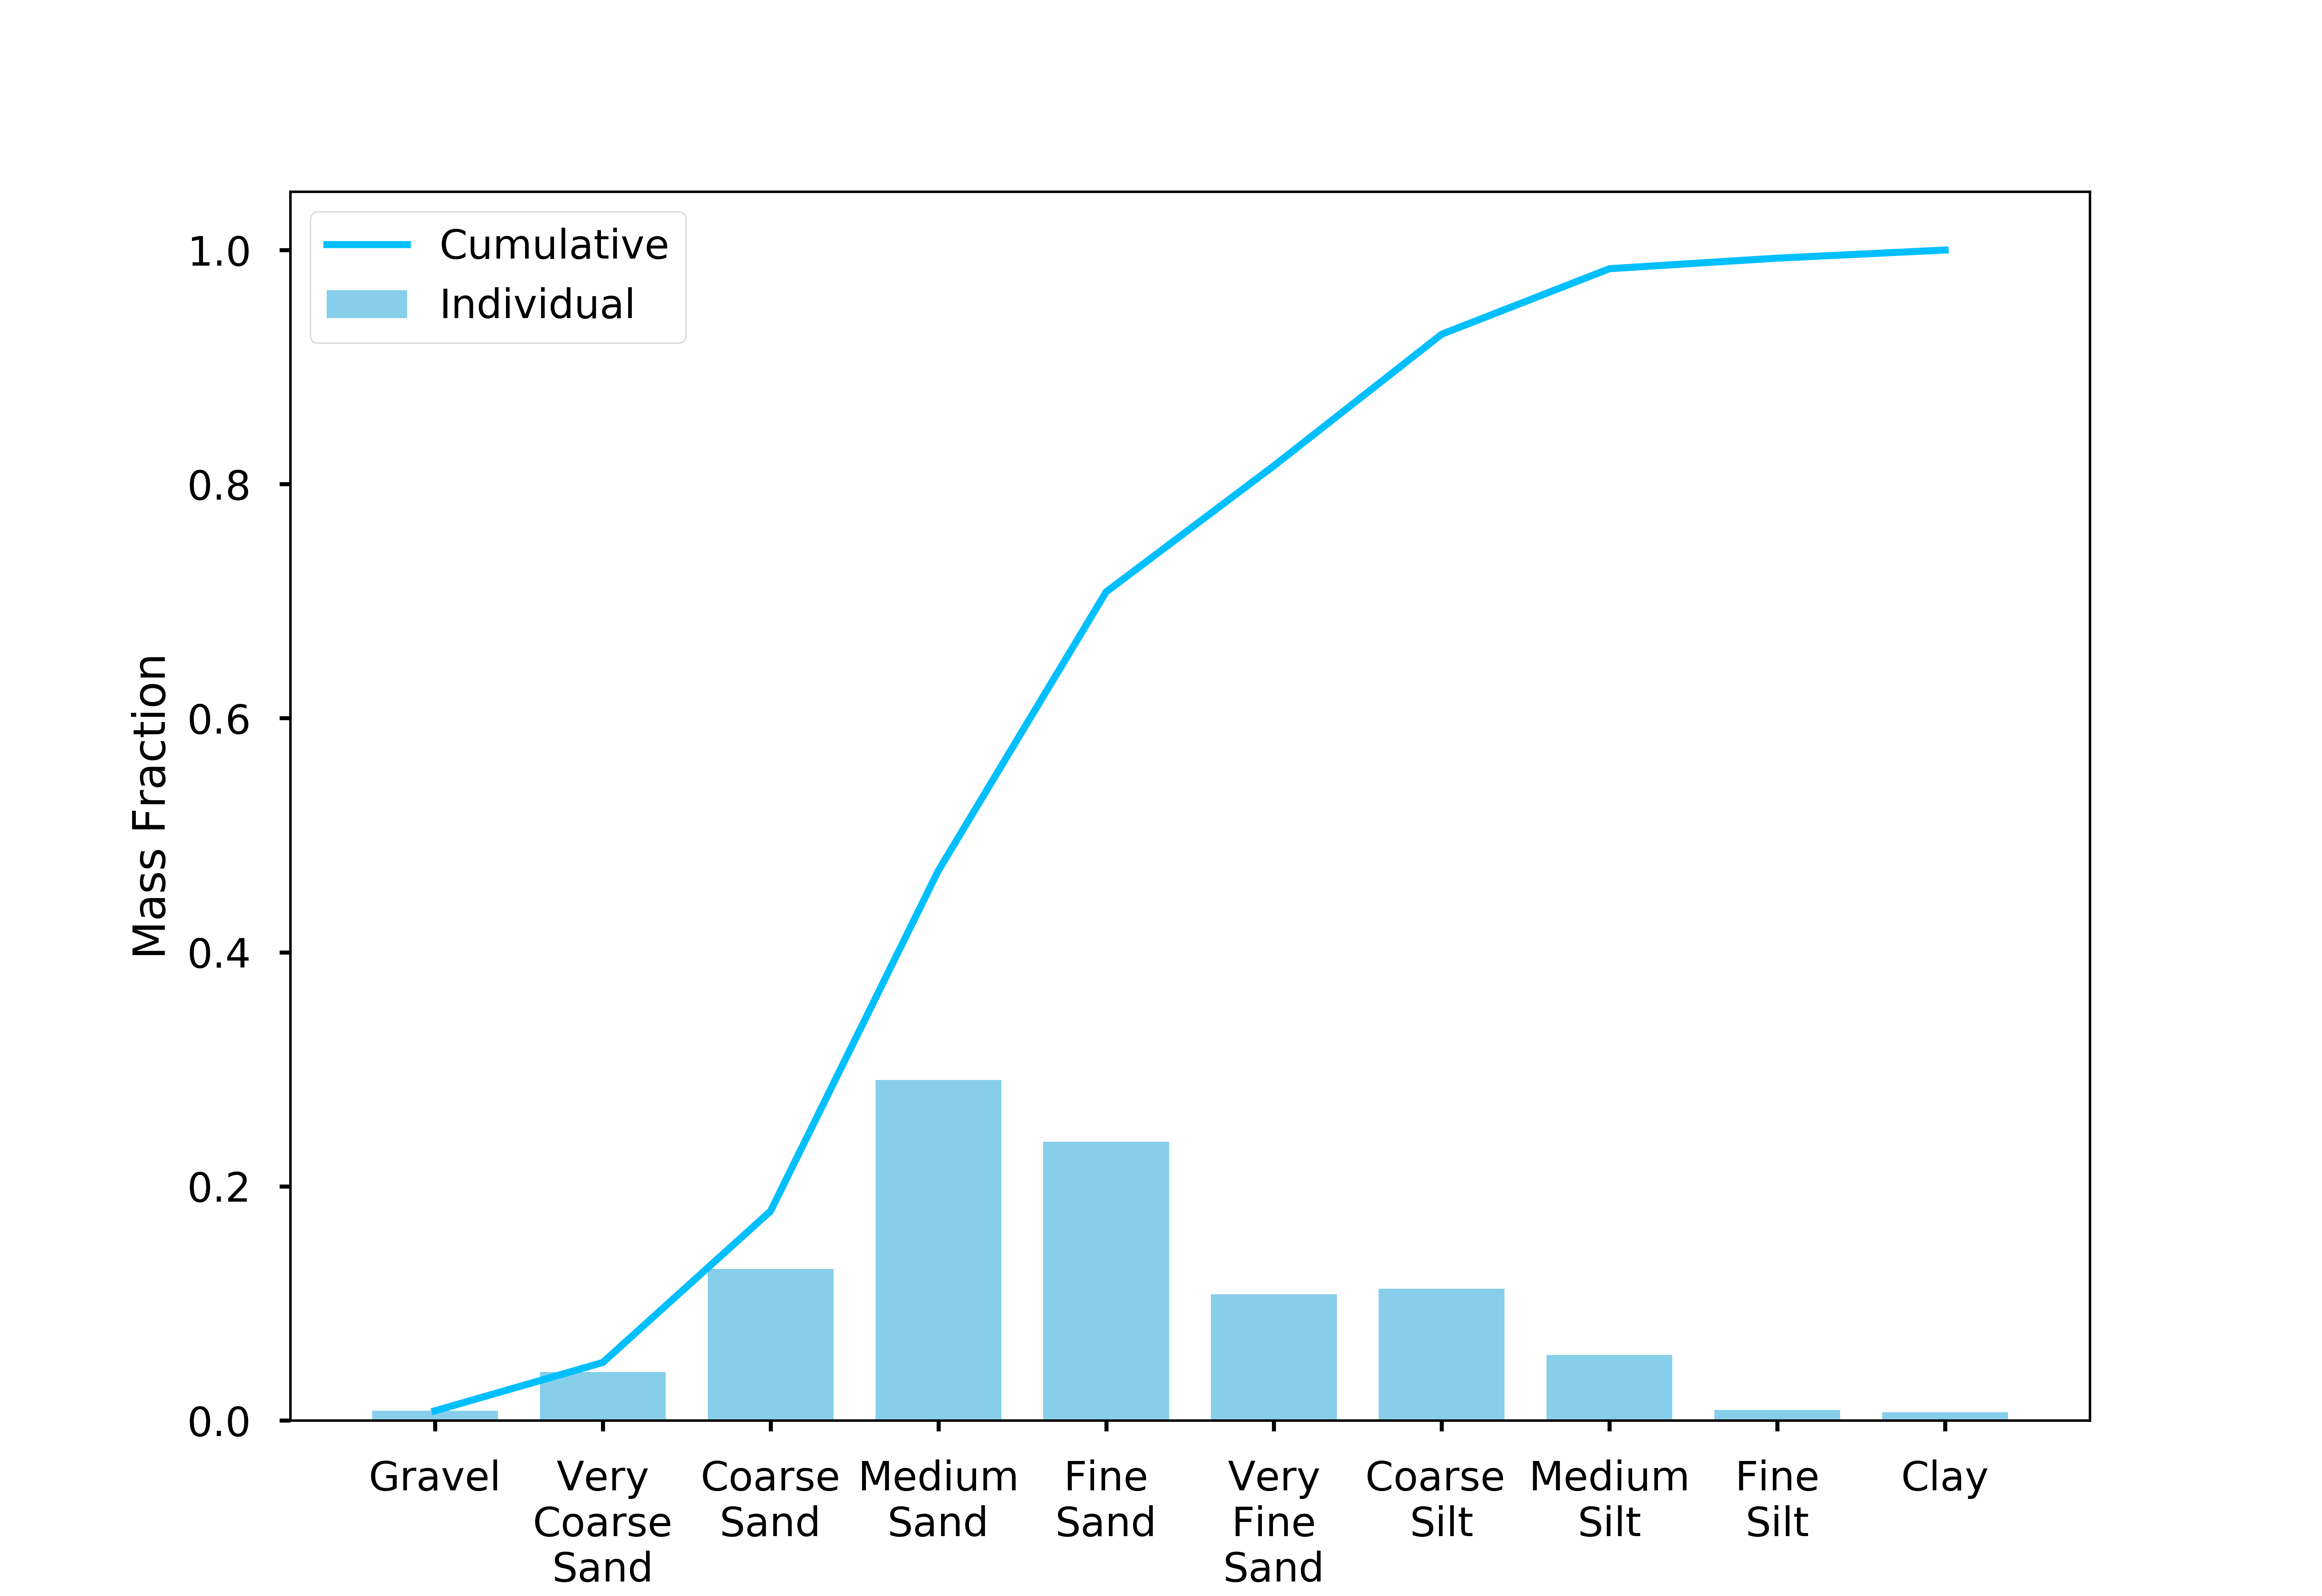 Cumulative
Individual
Mass Fraction
1.0
0.8
0.6
0.4
0.2
0.0
Gravel
Very
Coarse
Sand
Coarse
Sand
Medium
Sand
Fine
Sand
Very
Fine
Sand
Coarse
Silt
Medium
Silt
Fine
Silt
Clay